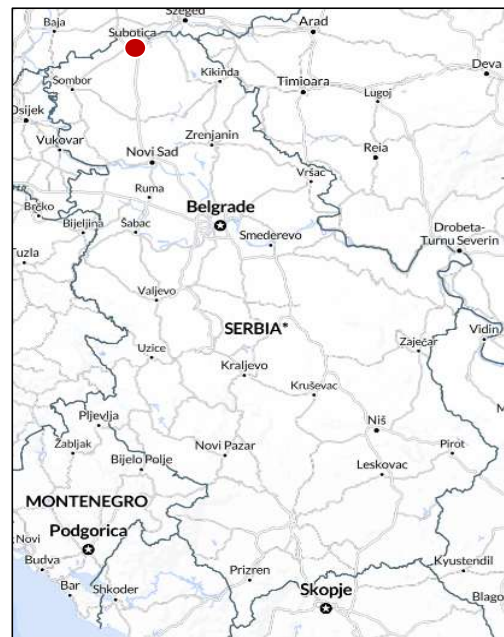 Szeged
Baja
Arad
Subotica
Deva
Kikinda
Sombor
Timioara
Lugoj
Osijek
Zrenjanin
Vukovar
Novi Sad
Reia
Vršac
Ruma
Brčko
Belgrade
Bijeljina
Šabac
Smederevo
Drobeta-
Turnu Severin
Tuzla
Valjevo
SERBIA*
Vidin
Zaječar
Uzice
Kraljevo
Kruševac
Pljevlja
Niš
Žabljak
Novi Pazar
Pirot
Bijelo Polje
Leskovac
MONTENEGRO
Podgorica
Novi
Budva
Kyustendil
Prizren
Skopje
Bar
Shkoder
Blago